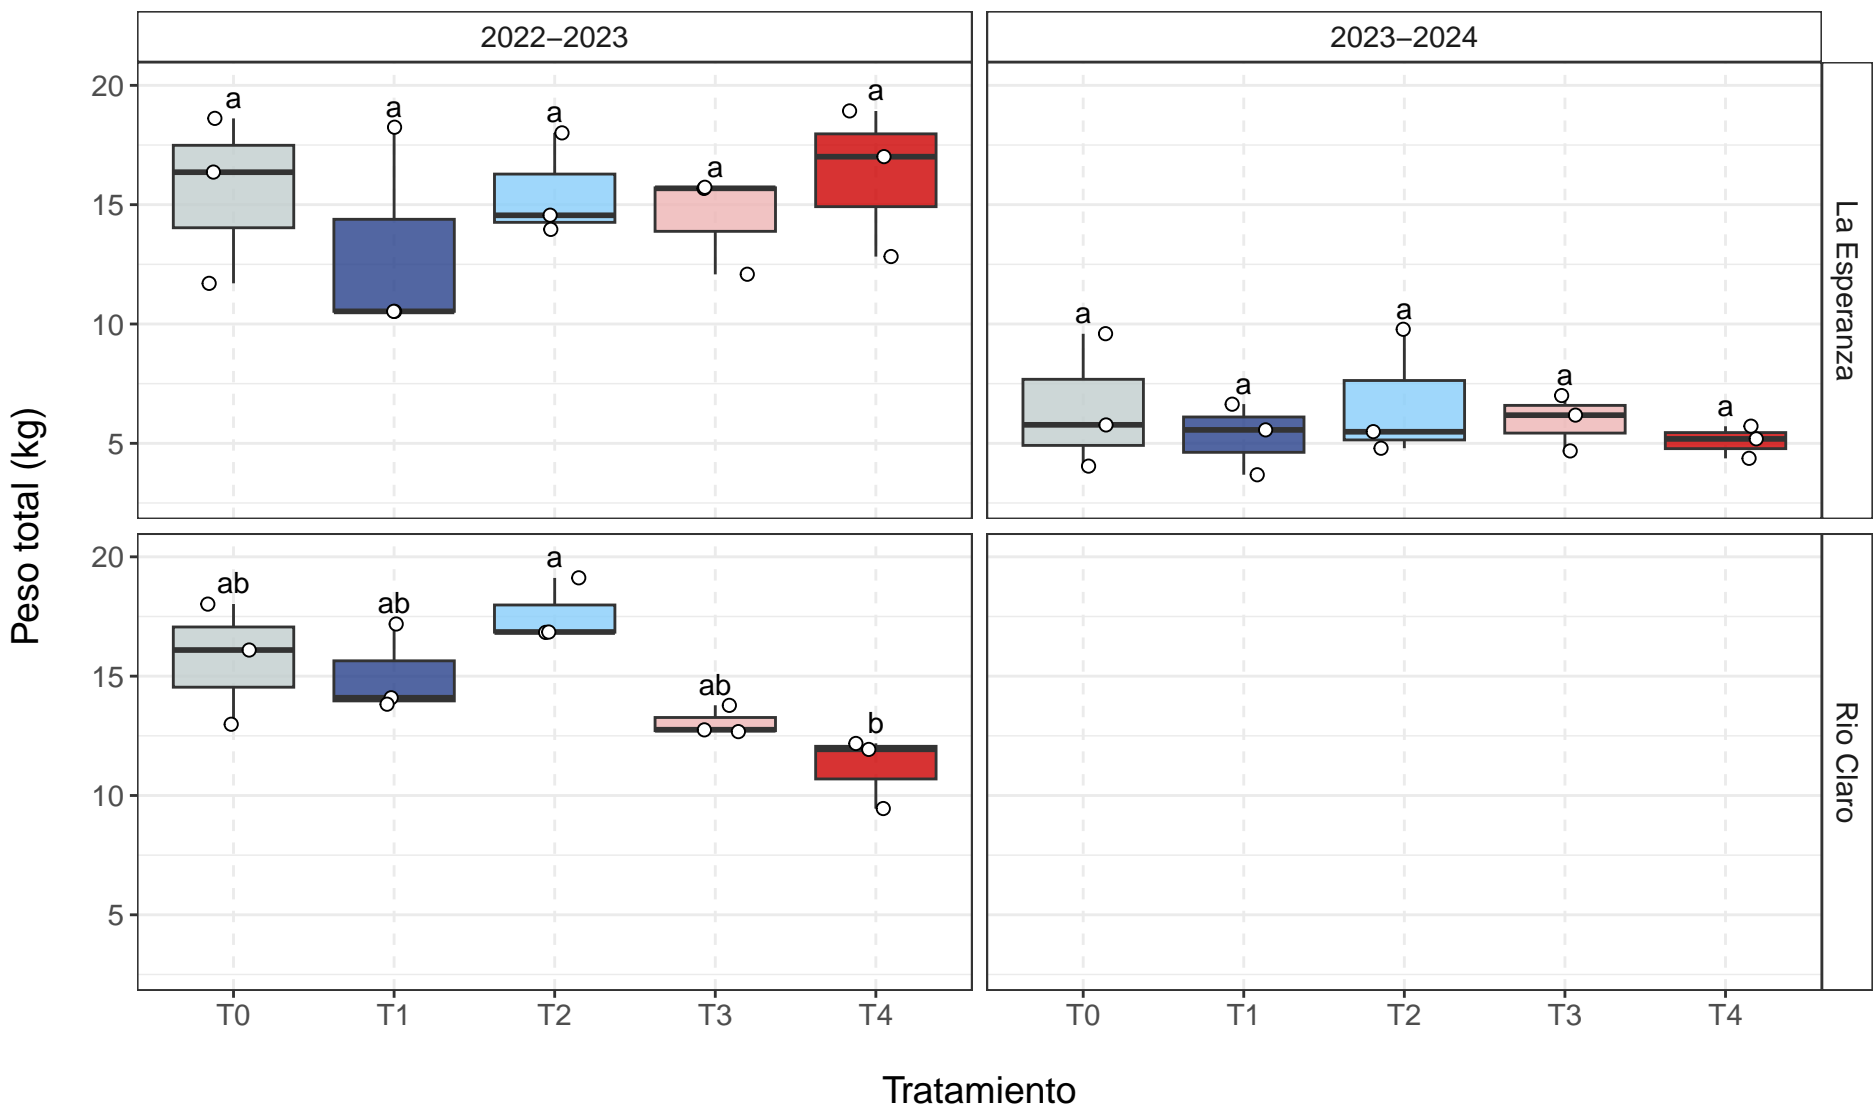 2022–2023
2023–2024
Peso total (kg)
20
15
10
5
a
a
a
a
a
a
a
a
a
a
La Esperanza
20
15
10
5
ab
ab
a
ab
b
Rio Claro
T0
T1
T2
T3
T4
T0
T1
T2
T3
T4
Tratamiento